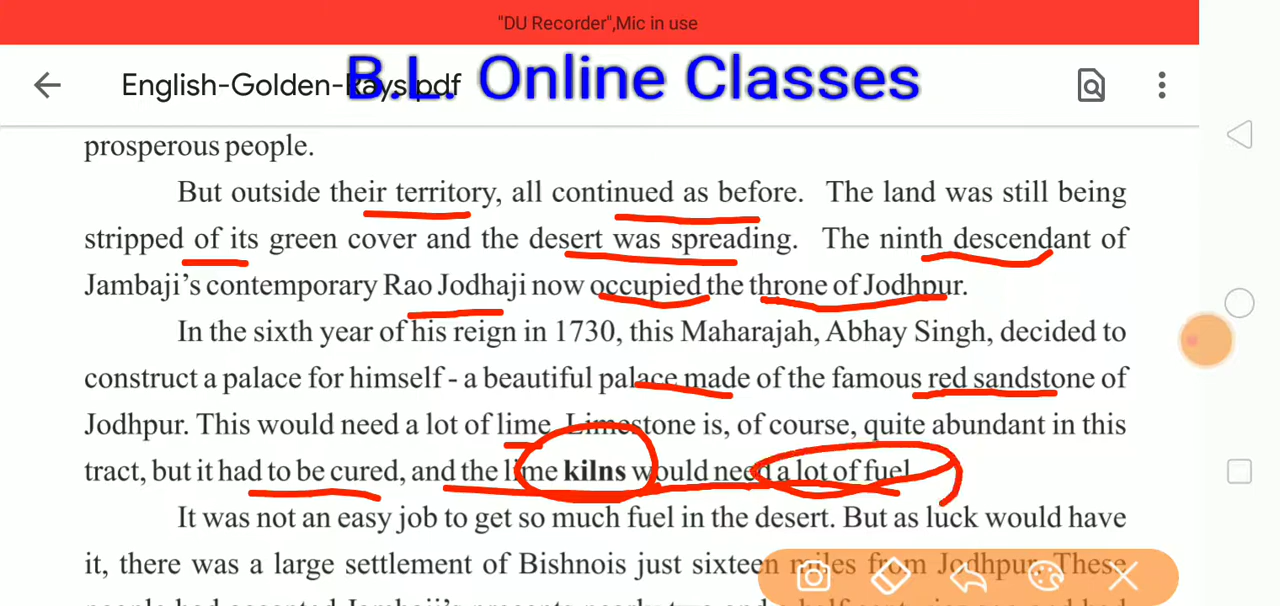 "DU Recorder",Mic in use
English-Golden-Rays.pdf
B.L. Online Classes
prosperous people.
But outside their territory, all continued as before. The land was still being
stripped of its green cover and the desert was spreading. The ninth descendant of
Jambaji's contemporary Rao Jodhaji now occupied the throne of Jodhpur.
In the sixth year of his reign in 1730, this Maharajah, Abhay Singh, decided to
construct a palace for himself - a beautiful palace made of the famous red sandstone of
Jodhpur. This would need a lot of lime. Limestone is, of course, quite abundant in this
tract, but it had to be cured, and the lime kilns would need a lot of fuel.
It was not an easy job to get so much fuel in the desert. But as luck would have
it, there was a large settlement of Bishnois just sixteen miles from Jodhpur. These